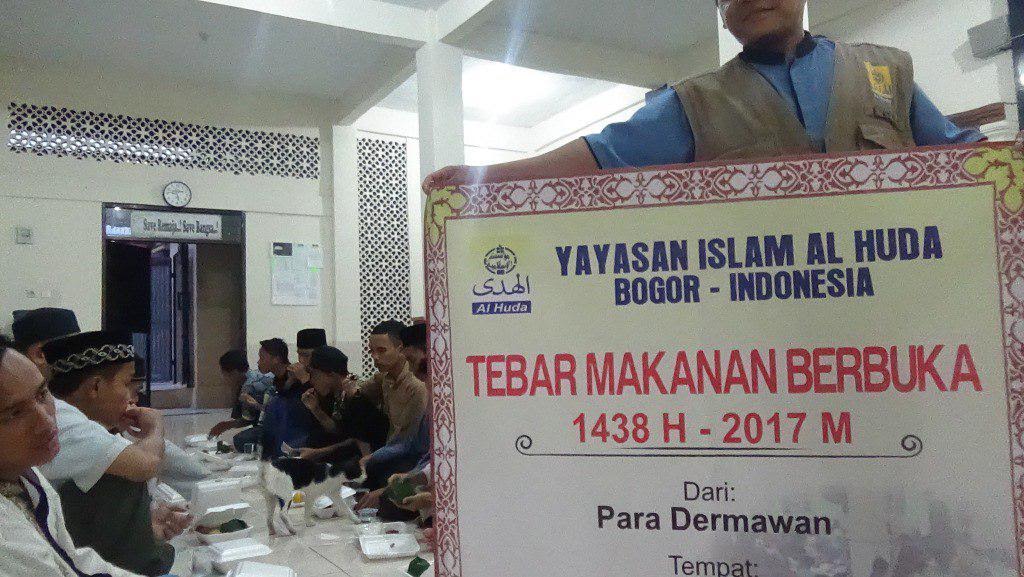 Save Remaja..! Save Bangsa..!
الهدى
Al Huda
YAYASAN ISLAM AL HUDA
BOGOR - INDONESIA
TEBAR MAKANAN BERBUKA
1438 H - 2017 M
Dari:
Para Dermawan
Tempat: